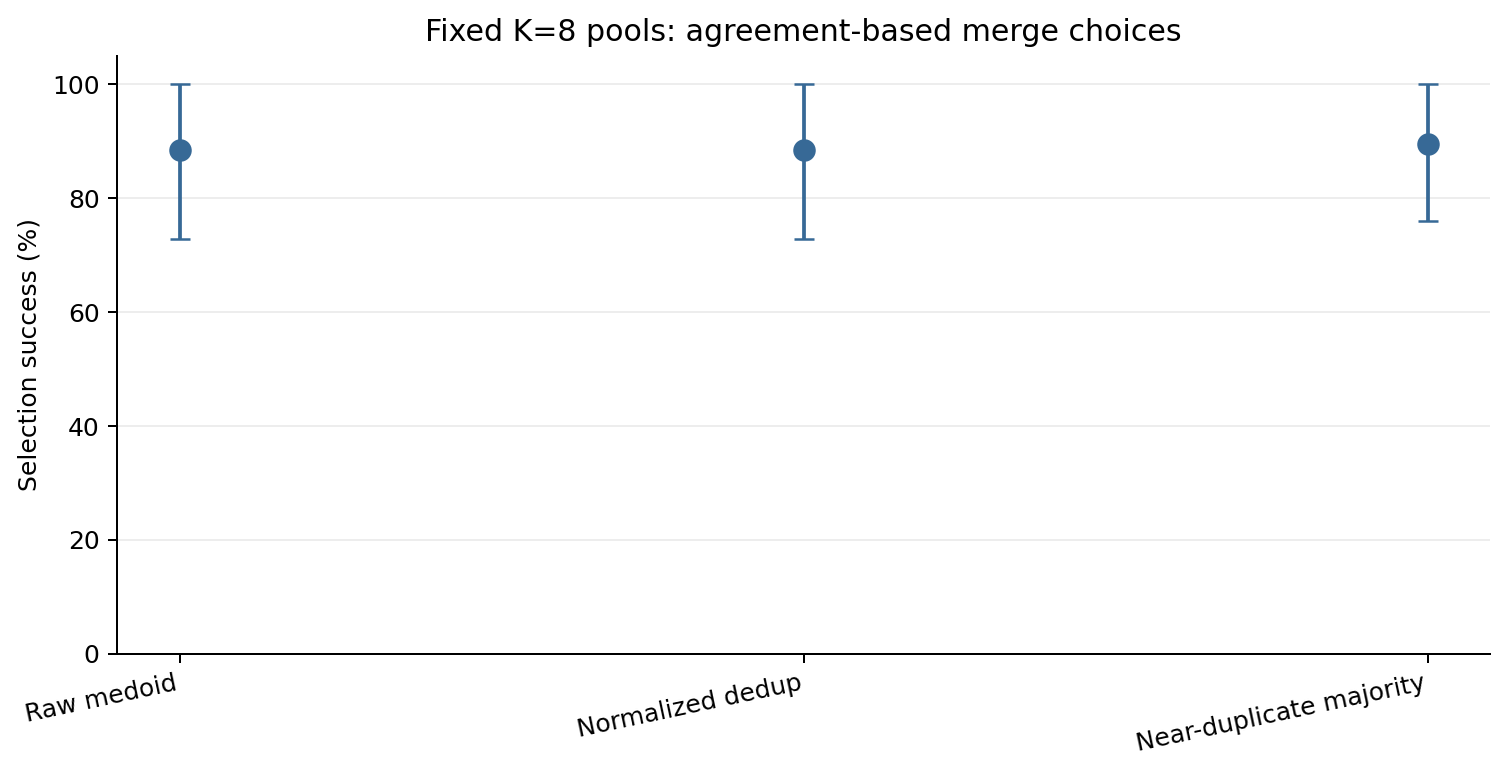 Fixed K=8 pools: agreement-based merge choices
Selection success (%)
100
80
60
40
20
0
Raw medoid
Normalized dedup
Near-duplicate majority